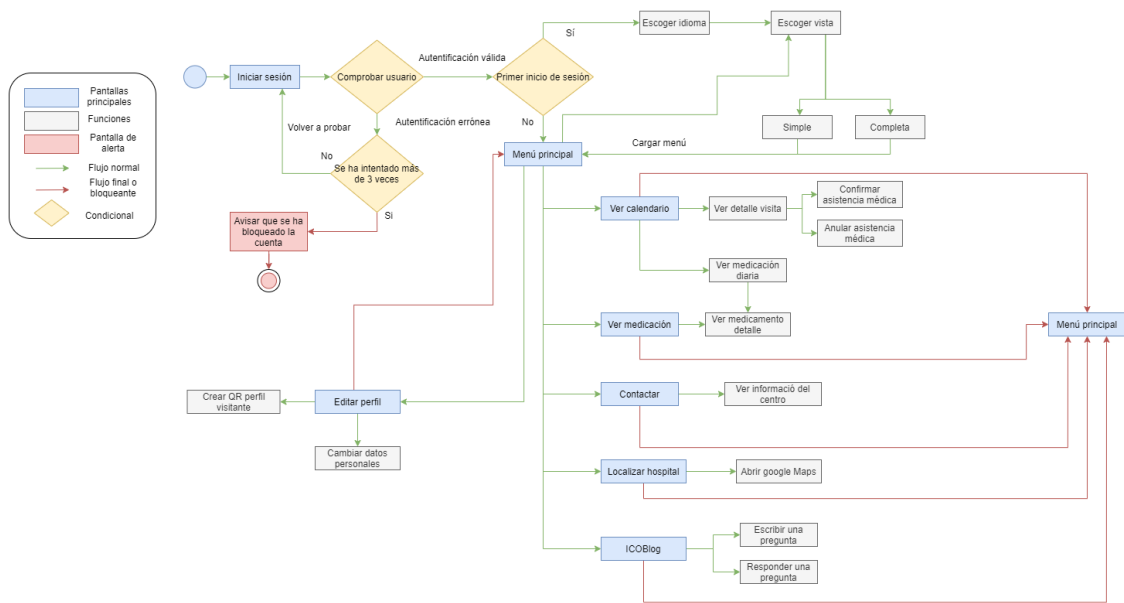 Pantallas
principales
Funciones
Pantalla de
alerta
Flujo normal
Flujo final o
bloqueante
Condicional
Iniciar sesión
Comprobar usuario
Autentificación válida
Primer inicio de sesión
Sí
Escoger idioma
Escoger vista
Simple
Completa
Cargar menú
No
Volver a probar
Autentificación errónea
No
Se ha intentado más
de 3 veces
Si
Avisar que se ha
bloqueado la
cuenta
Menú principal
Ver calendario
Ver detalle visita
Confirmar
asistencia médica
Anular asistencia
médica
Ver medicación
diaria
Ver medicación
Ver medicamento
detalle
Menú principal
Contactar
Ver informació del
centro
Editar perfil
Crear QR perfil
visitante
Cambiar datos
personales
Localizar hospital
Abrir google Maps
ICOBlog
Escribir una
pregunta
Responder una
pregunta